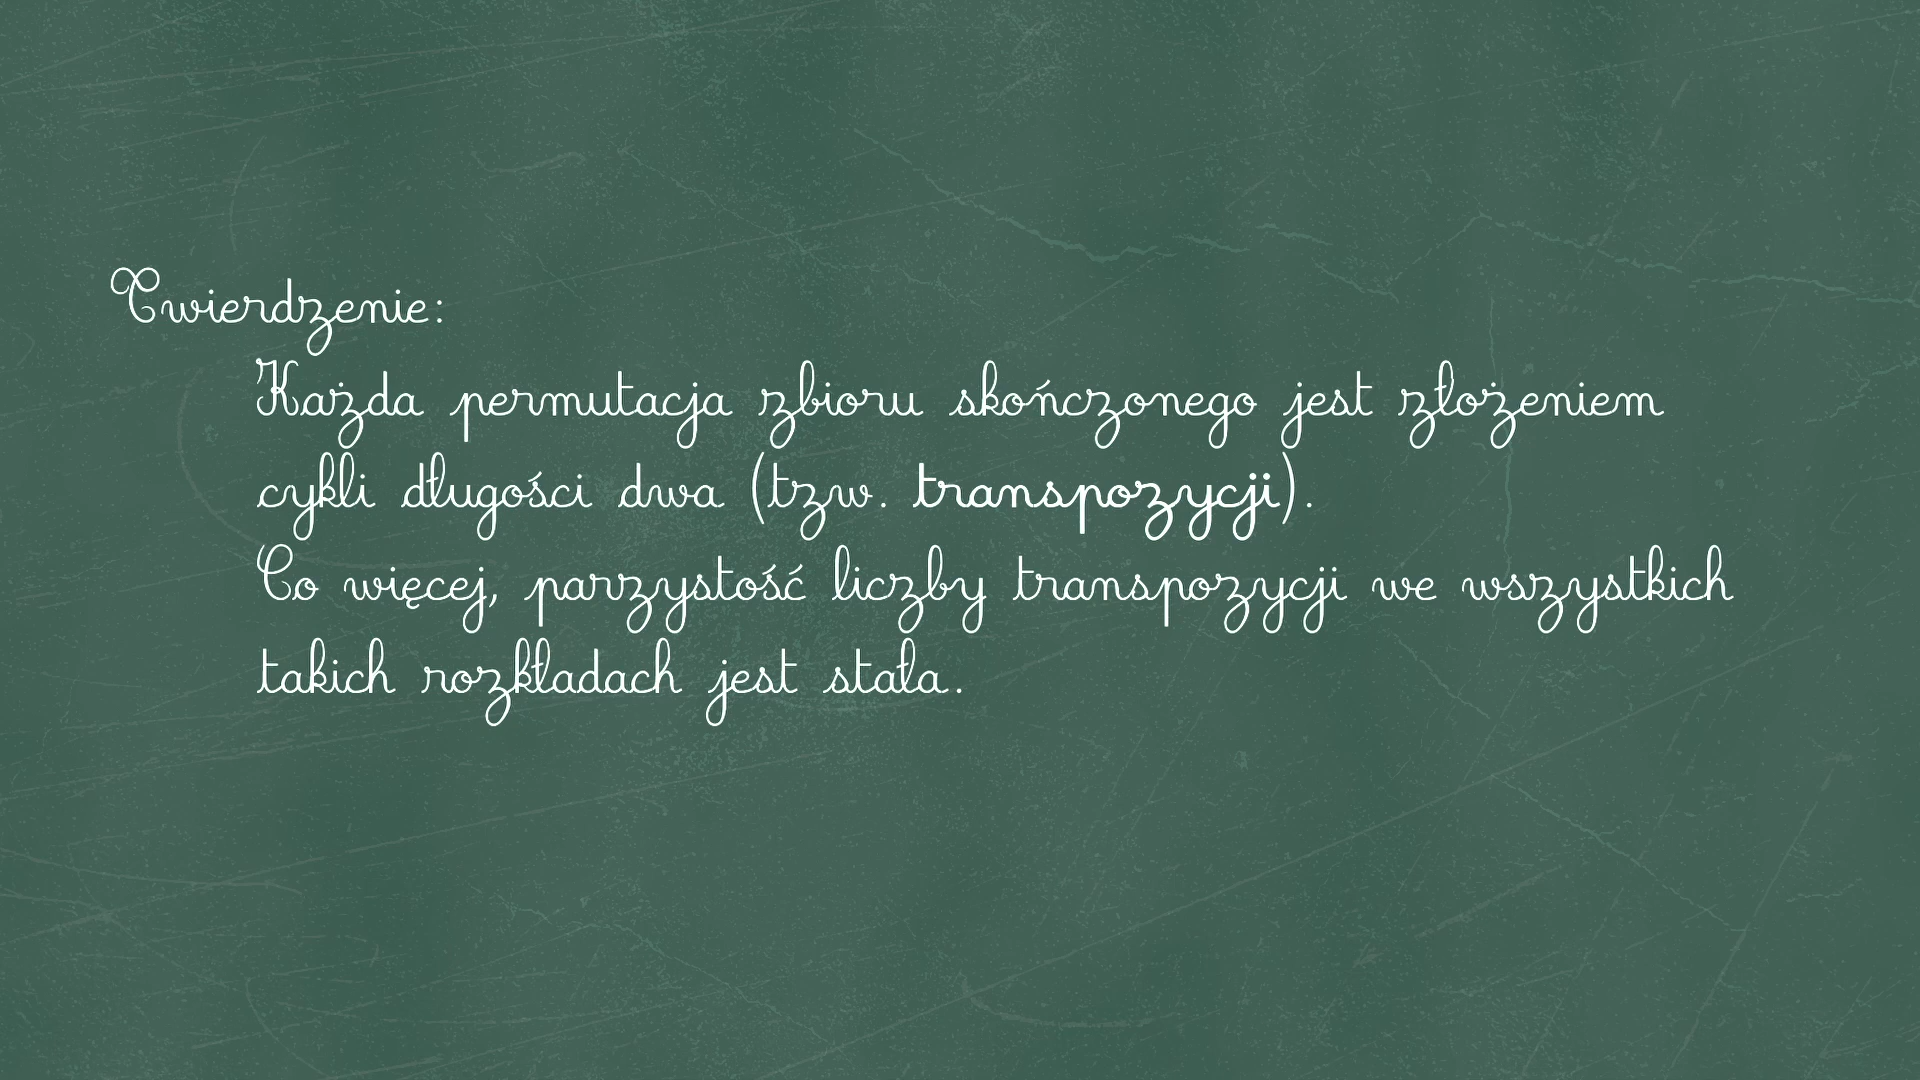 Twierdzenie:
Każda permutacja zbioru skończonego jest złożeniem
cykli długości dwa (tzw. transpozycji).
Co więcej, parzystość liczby transpozycji we wszystkich
takich rozkładach jest stała.